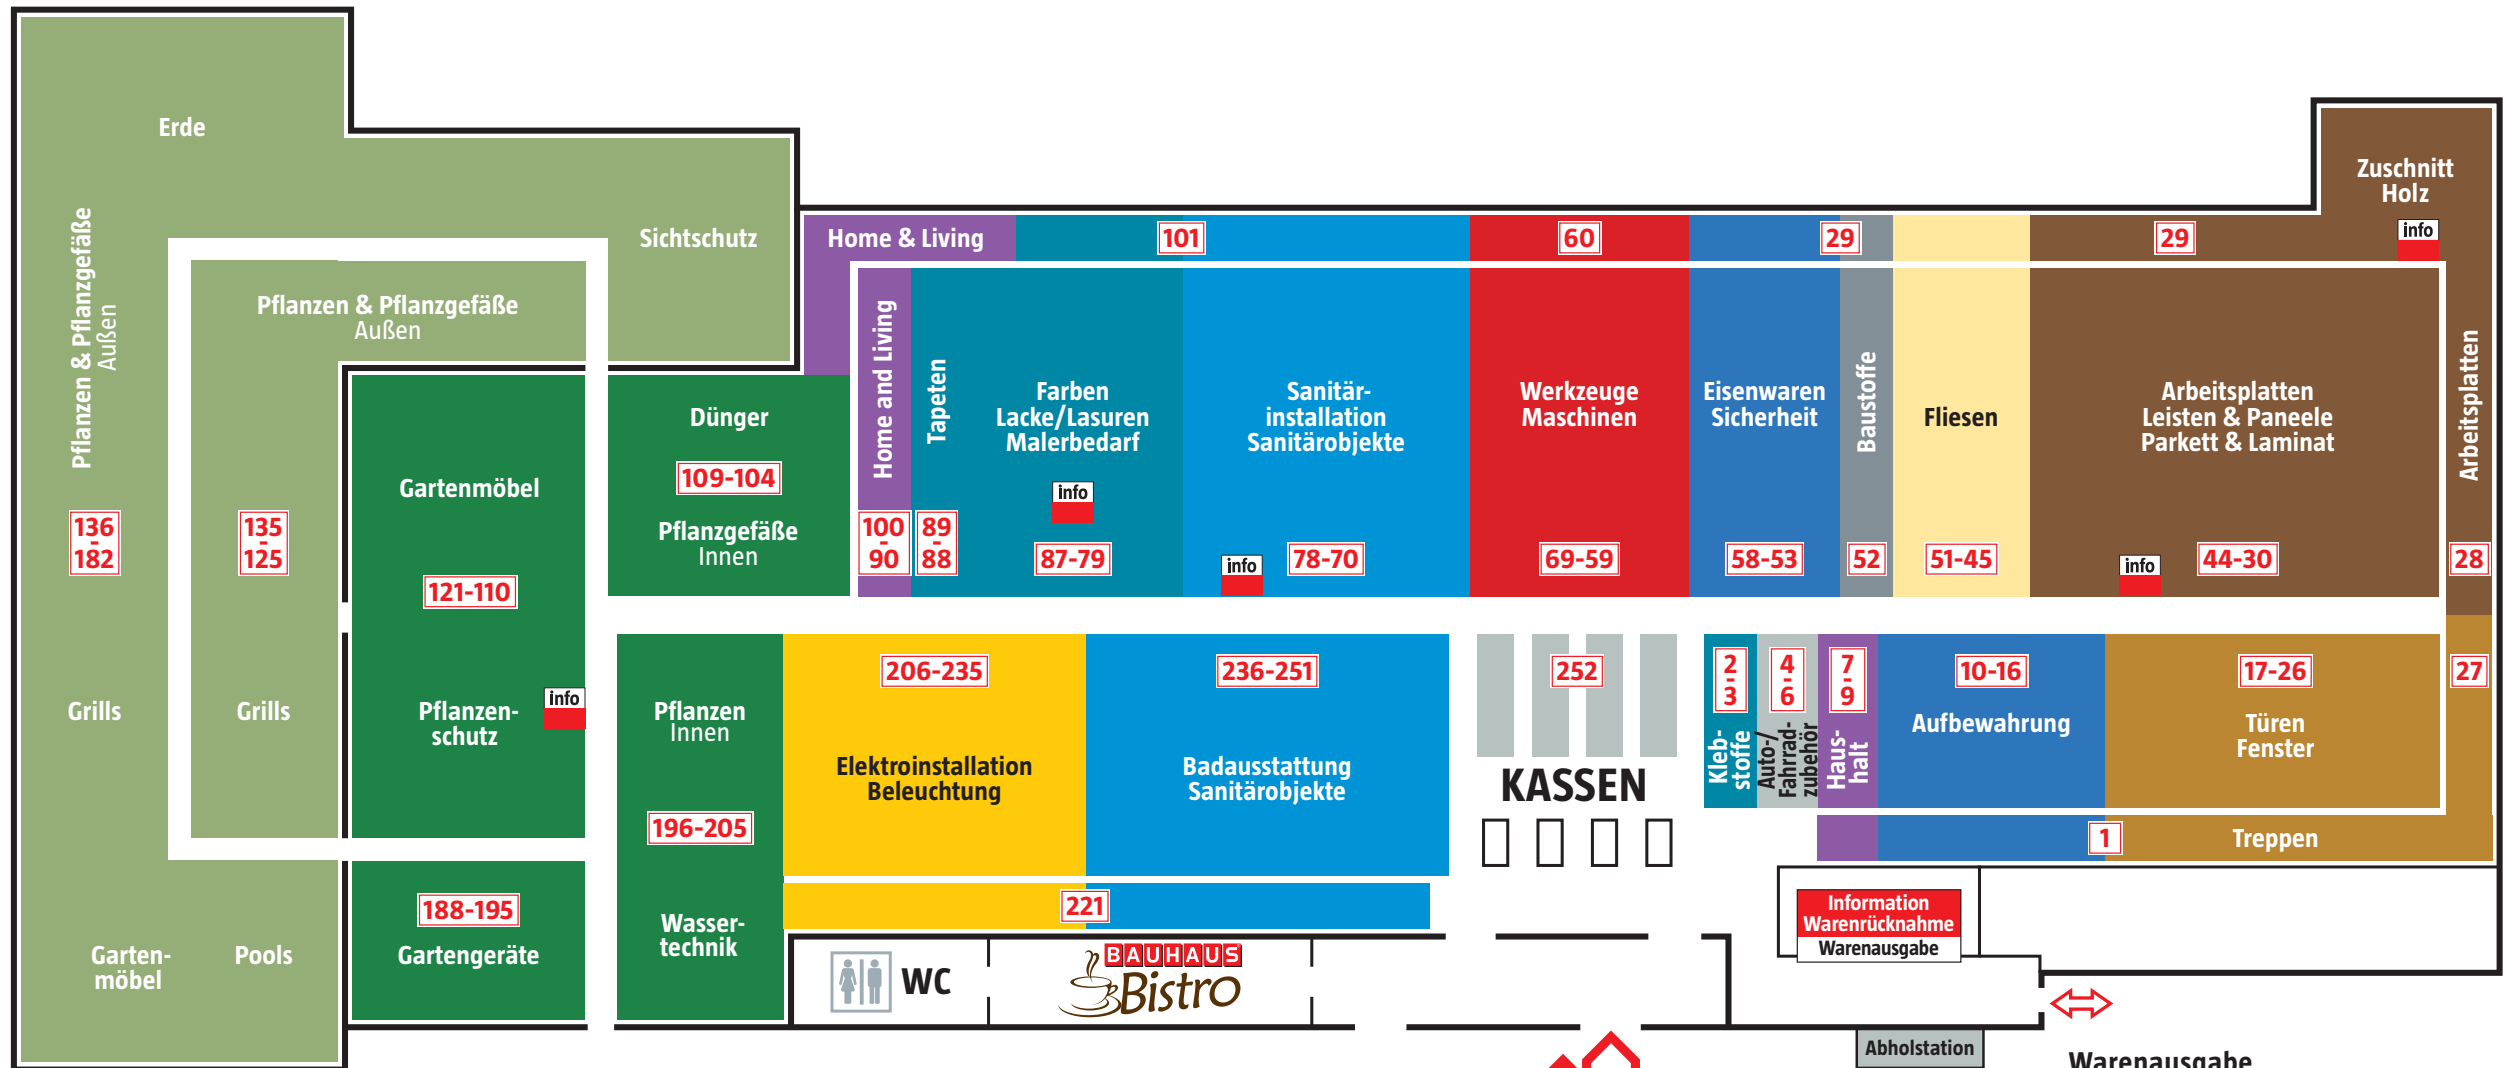 Erde
Zuschnitt
Holz
info
Sichtschutz
Home & Living
101
60
29
29
Pflanzen & Pflanzgefäße
Außen
Pflanzen & Pflanzgefäße
Außen
Home and Living
Tapeten
Farben
Lacke/Lasuren
Malerbedarf
Sanitär-
installation
Sanitärobjekte
Werkzeuge
Maschinen
Eisenwaren
Sicherheit
Baustoffe
Fliesen
Arbeitsplatten
Leisten & Paneele
Parkett & Laminat
Arbeitsplatten
Dünger
109-104
Pflanzgefäße
Innen
Gartenmöbel
121-110
136
-
182
135
-
125
100
-
90
89
-
88
info
87-79
info
78-70
69-59
58-53
52
51-45
info
44-30
28
Grills
Grills
Pflanzen-
schutz
info
Pflanzen
Innen
196-205
Wasser-
technik
206-235
Elektroinstallation
Beleuchtung
236-251
Badausstattung
Sanitärobjekte
252
KASSEN
2
-
3
Kleb-
stoffe
4
-
6
Auto-/
Fahrrad-
zubehör
7
-
9
Haus-
halt
10-16
Aufbewahrung
17-26
Türen
Fenster
27
1
Treppen
188-195
Gartengeräte
221
Garten-
möbel
Pools
WC
BAUHAUS
Bistro
Information
Warenrücknahme
Warenausgabe
Abholstation
Warenausgabe